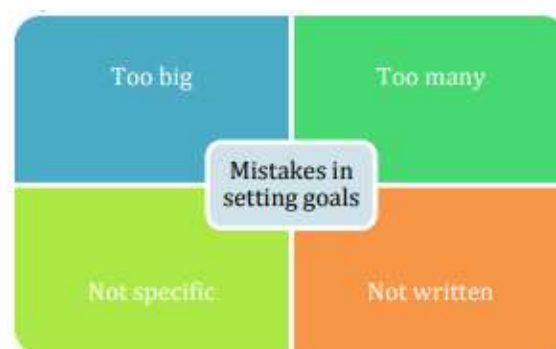 Too big
Too many
Mistakes in
setting goals
Not specific
Not written